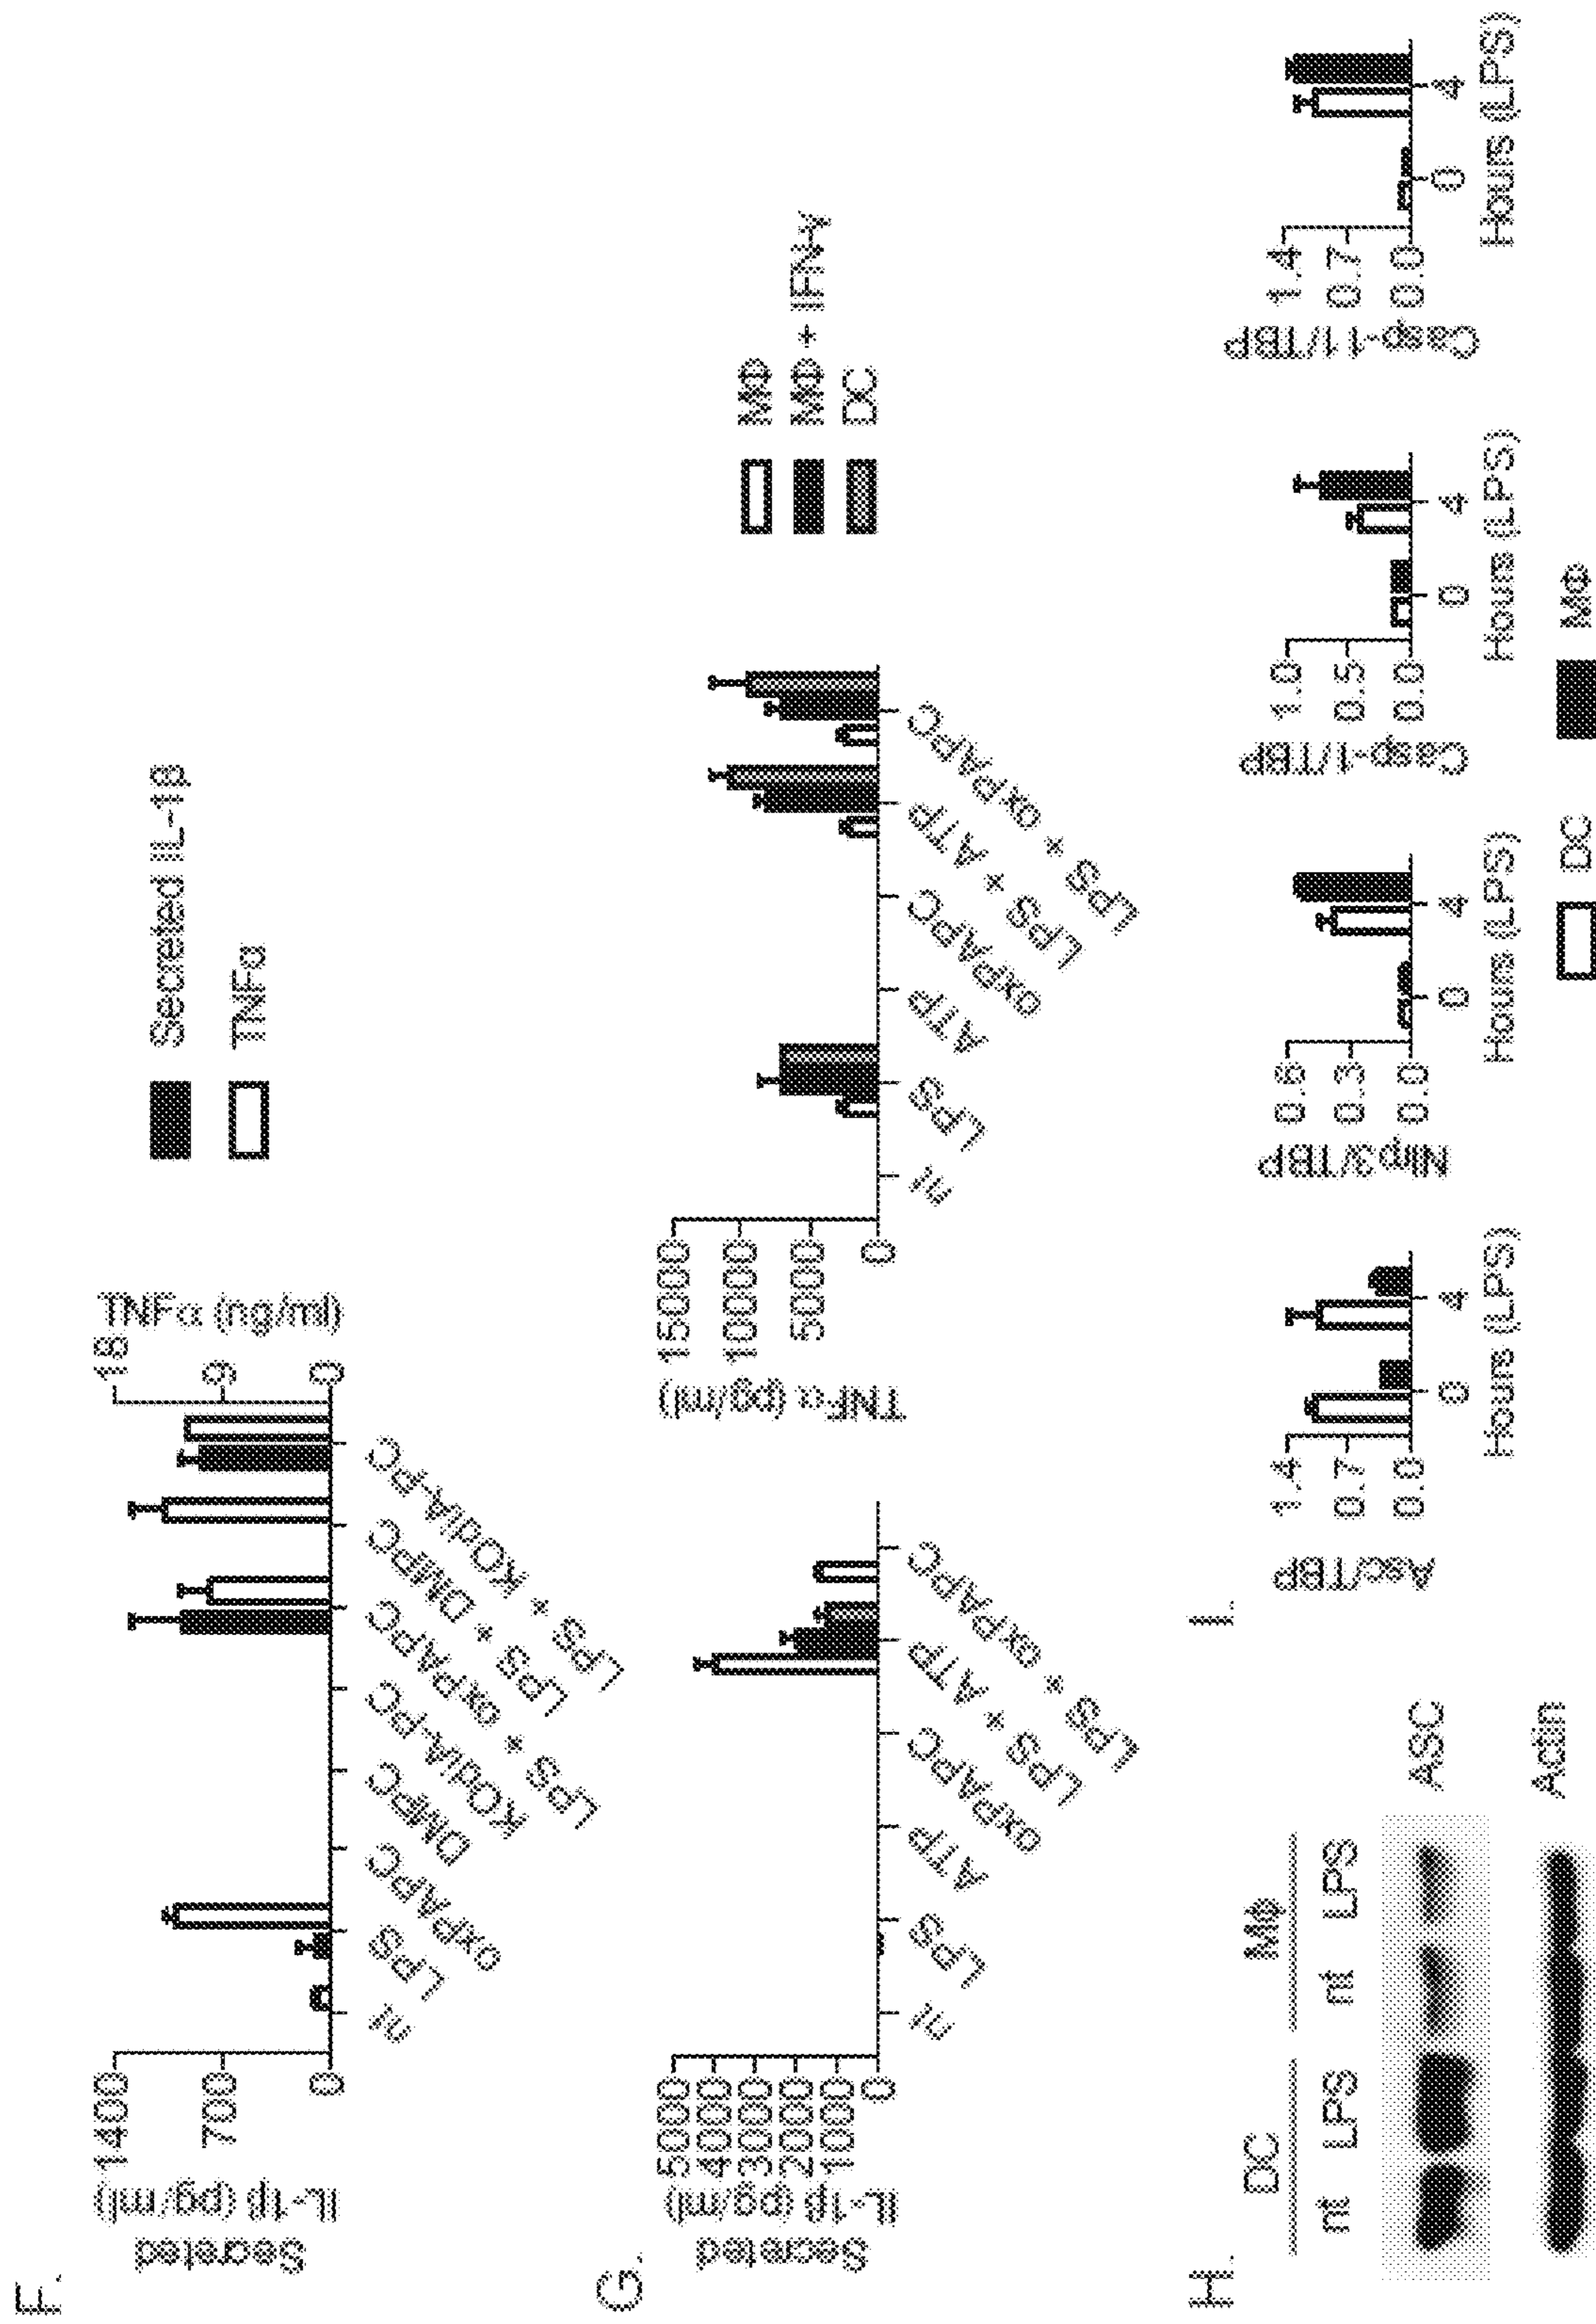 F.
Secreted
IL-1β (pg/ml)
1400
700
0
nt
LPS
oxPAPC
DMPC
KOdiA-PC
LPS + oxPAPC
LPS + DMPC
LPS + KOdiA-PC
TNFα (ng/ml)
18
9
0
Secreted IL-1β
TNFα
G.
Secreted
IL-1β (pg/ml)
5000
4000
3000
2000
1000
0
nt
LPS
ATP
oxPAPC
LPS + ATP
LPS + oxPAPC
TNFα (pg/ml)
15000
10000
5000
0
nt
LPS
ATP
oxPAPC
LPS + ATP
LPS + oxPAPC
MΦ
MΦ + IFNγ
DC
H.
DC MΦ
nt LPS nt LPS
ASC
Actin
I.
Asc/TBP
1.4
0.7
0.0
0 4
Hours (LPS)
Nlrp3/TBP
0.6
0.3
0.0
0 4
Hours (LPS)
Casp-1/TBP
1.0
0.5
0.0
0 4
Hours (LPS)
Casp-11/TBP
1.4
0.7
0.0
0 4
Hours (LPS)
DC MΦ